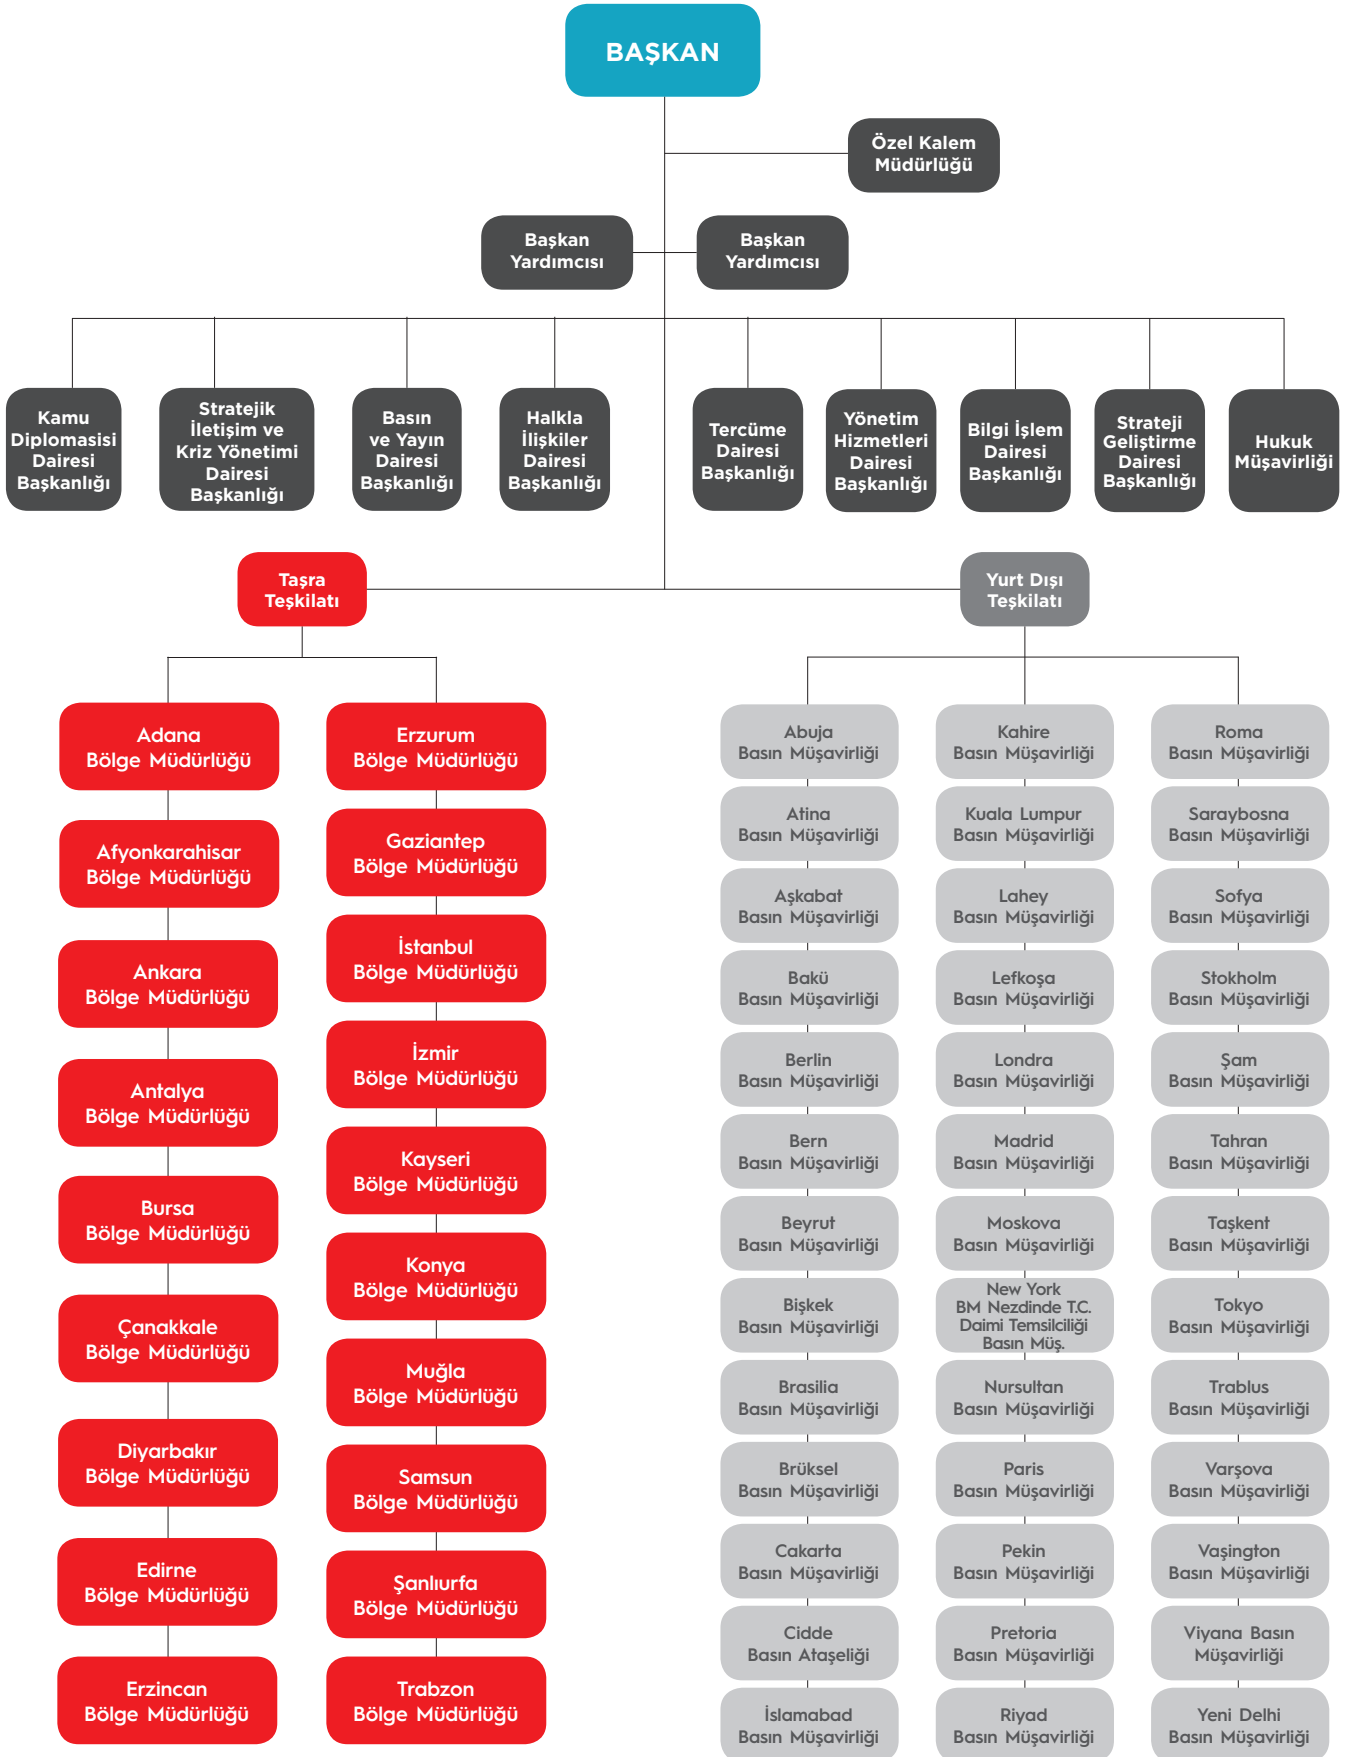 BAŞKAN
Özel Kalem
Müdürlüğü
Başkan
Yardımcısı
Başkan
Yardımcısı
Kamu
Diplomasisi
Dairesi
Başkanlığı
Stratejik
İletişim ve
Kriz Yönetimi
Dairesi
Başkanlığı
Basın
ve Yayın
Dairesi
Başkanlığı
Halkla
İlişkiler
Dairesi
Başkanlığı
Tercüme
Dairesi
Başkanlığı
Yönetim
Hizmetleri
Dairesi
Başkanlığı
Bilgi İşlem
Dairesi
Başkanlığı
Strateji
Geliştirme
Dairesi
Başkanlığı
Hukuk
Müşavirliği
Taşra
Teşkilatı
Yurt Dışı
Teşkilatı
Adana
Bölge Müdürlüğü
Afyonkarahisar
Bölge Müdürlüğü
Ankara
Bölge Müdürlüğü
Antalya
Bölge Müdürlüğü
Bursa
Bölge Müdürlüğü
Çanakkale
Bölge Müdürlüğü
Diyarbakır
Bölge Müdürlüğü
Edirne
Bölge Müdürlüğü
Erzincan
Bölge Müdürlüğü
Erzurum
Bölge Müdürlüğü
Gaziantep
Bölge Müdürlüğü
İstanbul
Bölge Müdürlüğü
İzmir
Bölge Müdürlüğü
Kayseri
Bölge Müdürlüğü
Konya
Bölge Müdürlüğü
Muğla
Bölge Müdürlüğü
Samsun
Bölge Müdürlüğü
Şanlıurfa
Bölge Müdürlüğü
Trabzon
Bölge Müdürlüğü
Abuja
Basın Müşavirliği
Atina
Basın Müşavirliği
Aşkabat
Basın Müşavirliği
Bakü
Basın Müşavirliği
Berlin
Basın Müşavirliği
Bern
Basın Müşavirliği
Beyrut
Basın Müşavirliği
Bişkek
Basın Müşavirliği
Brasilia
Basın Müşavirliği
Brüksel
Basın Müşavirliği
Cakarta
Basın Müşavirliği
Cidde
Basın Ataşeliği
İslamabad
Basın Müşavirliği
Kahire
Basın Müşavirliği
Kuala Lumpur
Basın Müşavirliği
Lahey
Basın Müşavirliği
Lefkoşa
Basın Müşavirliği
Londra
Basın Müşavirliği
Madrid
Basın Müşavirliği
Moskova
Basın Müşavirliği
New York
BM Nezdinde T.C.
Daimi Temsilciliği
Basın Müş.
Nursultan
Basın Müşavirliği
Paris
Basın Müşavirliği
Pekin
Basın Müşavirliği
Pretoria
Basın Müşavirliği
Riyad
Basın Müşavirliği
Roma
Basın Müşavirliği
Saraybosna
Basın Müşavirliği
Sofya
Basın Müşavirliği
Stokholm
Basın Müşavirliği
Şam
Basın Müşavirliği
Tahran
Basın Müşavirliği
Taşkent
Basın Müşavirliği
Tokyo
Basın Müşavirliği
Trablus
Basın Müşavirliği
Varşova
Basın Müşavirliği
Vaşington
Basın Müşavirliği
Viyana Basın
Müşavirliği
Yeni Delhi
Basın Müşavirliği